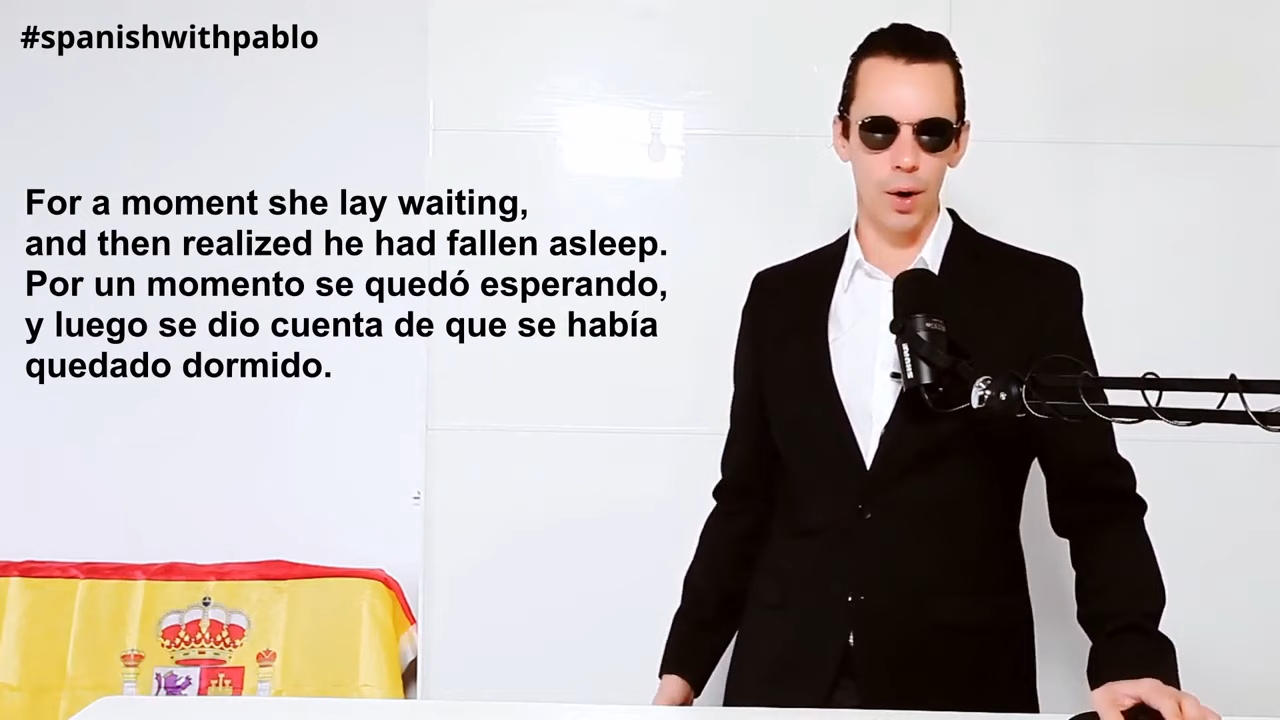 #spanishwithpablo
For a moment she lay waiting,
and then realized he had fallen asleep.
Por un momento se quedó esperando,
y luego se dio cuenta de que se había
quedado dormido.
SHURE